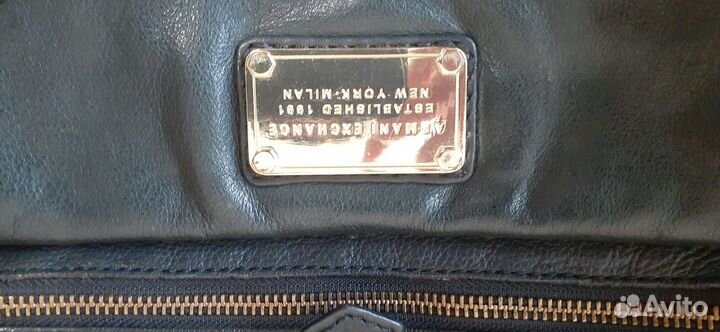 ARMANI EXCHANGE
ESTABLISHED 1991
NEW YORK·MILAN
Avito